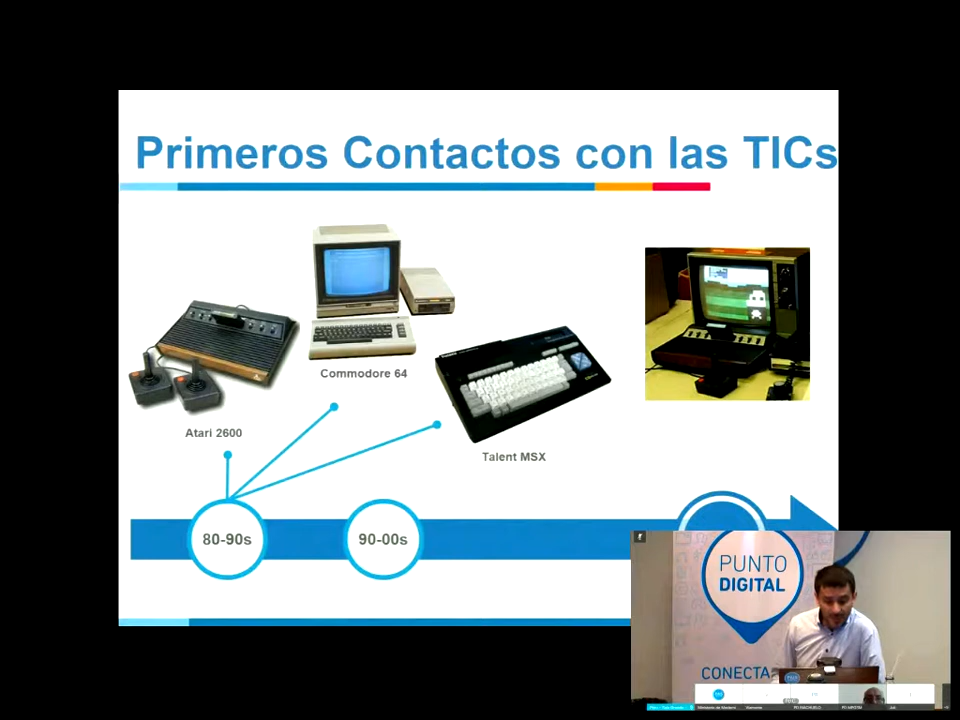 Primeros Contactos con las TICs
Commodore 64
Atari 2600
Talent MSX
80-90s
90-00s
PUNTO
DIGITAL
CONECTA